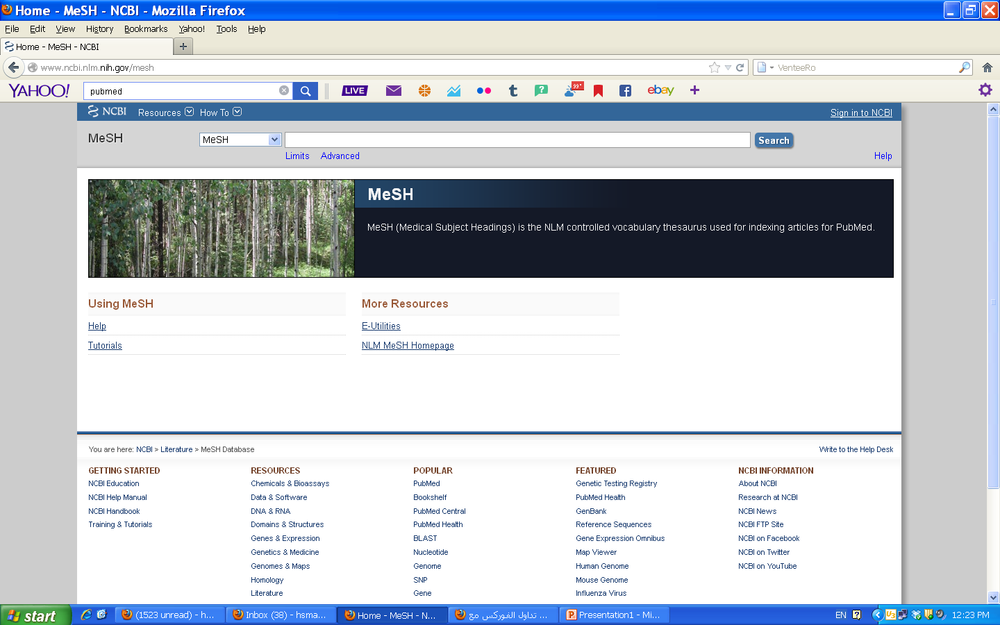 Home - MeSH - NCBI - Mozilla Firefox
File Edit View History Bookmarks Yahoo! Tools Help
Home - MeSH - NCBI
www.ncbi.nlm.nih.gov/mesh
VenteeRo
YAHOO!
pubmed
LIVE
t
?
99°
f
ebay
NCBI Resources How To Sign in to NCBI
MeSH
MeSH
Search
Limits Advanced Help
MeSH
MeSH (Medical Subject Headings) is the NLM controlled vocabulary thesaurus used for indexing articles for PubMed.
Using MeSH
Help
Tutorials
More Resources
E-Utilities
NLM MeSH Homepage
You are here: NCBI > Literature > MeSH Database
Write to the Help Desk
GETTING STARTED
NCBI Education
NCBI Help Manual
NCBI Handbook
Training & Tutorials
RESOURCES
Chemicals & Bioassays
Data & Software
DNA & RNA
Domains & Structures
Genes & Expression
Genetics & Medicine
Genomes & Maps
Homology
Literature
POPULAR
PubMed
Bookshelf
PubMed Central
PubMed Health
BLAST
Nucleotide
Genome
SNP
Gene
FEATURED
Genetic Testing Registry
PubMed Health
GenBank
Reference Sequences
Gene Expression Omnibus
Map Viewer
Human Genome
Mouse Genome
Influenza Virus
NCBI INFORMATION
About NCBI
Research at NCBI
NCBI News
NCBI FTP Site
NCBI on Facebook
NCBI on Twitter
NCBI on YouTube
start
(1523 unread) - h...
Inbox (38) - hsma...
Home - MeSH - N...
تداول الفوركس مع ...
Presentation1 - Mi...
EN
12:23 PM